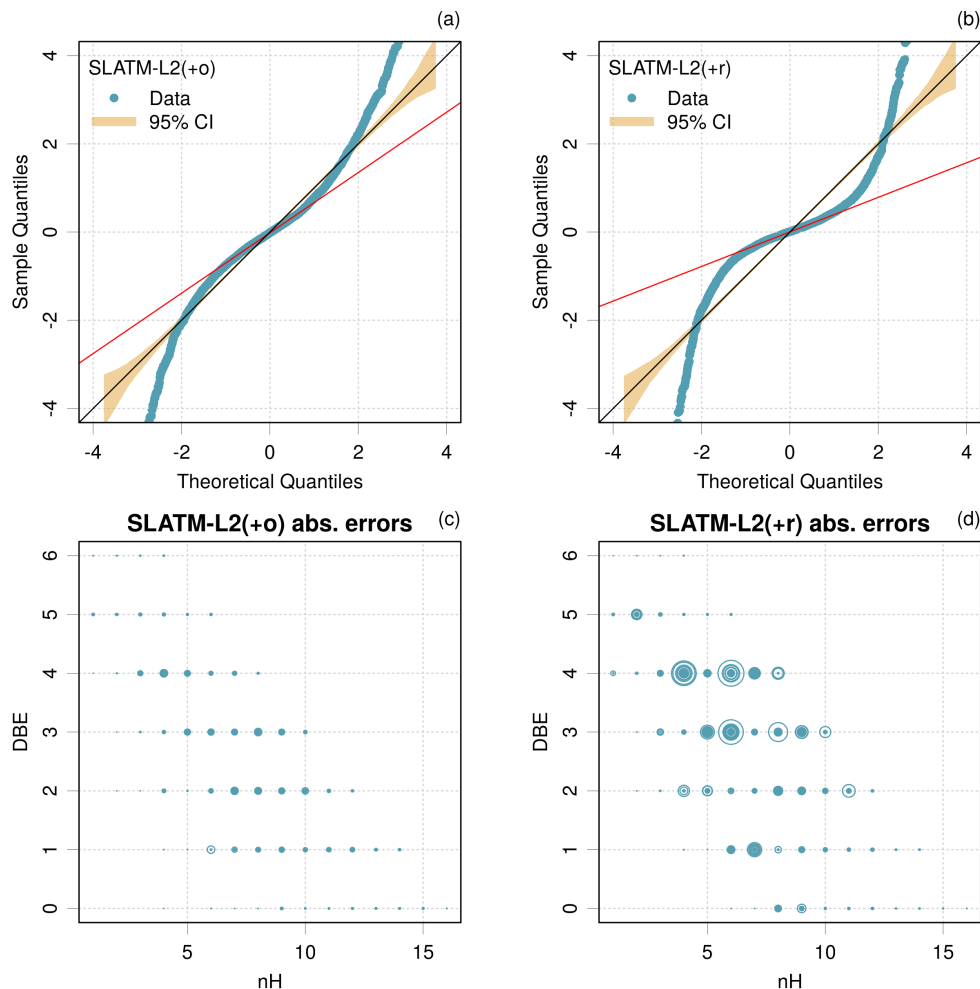 (a)
SLATM-L2(+o)
Data
95% CI
4
2
0
-2
-4
Sample Quantiles
-4 -2 0 2 4
Theoretical Quantiles
(b)
SLATM-L2(+r)
Data
95% CI
4
2
0
-2
-4
Sample Quantiles
-4 -2 0 2 4
Theoretical Quantiles
SLATM-L2(+o) abs. errors (c)
6
5
4
3
2
1
0
DBE
5 10 15
nH
SLATM-L2(+r) abs. errors (d)
6
5
4
3
2
1
0
DBE
5 10 15
nH